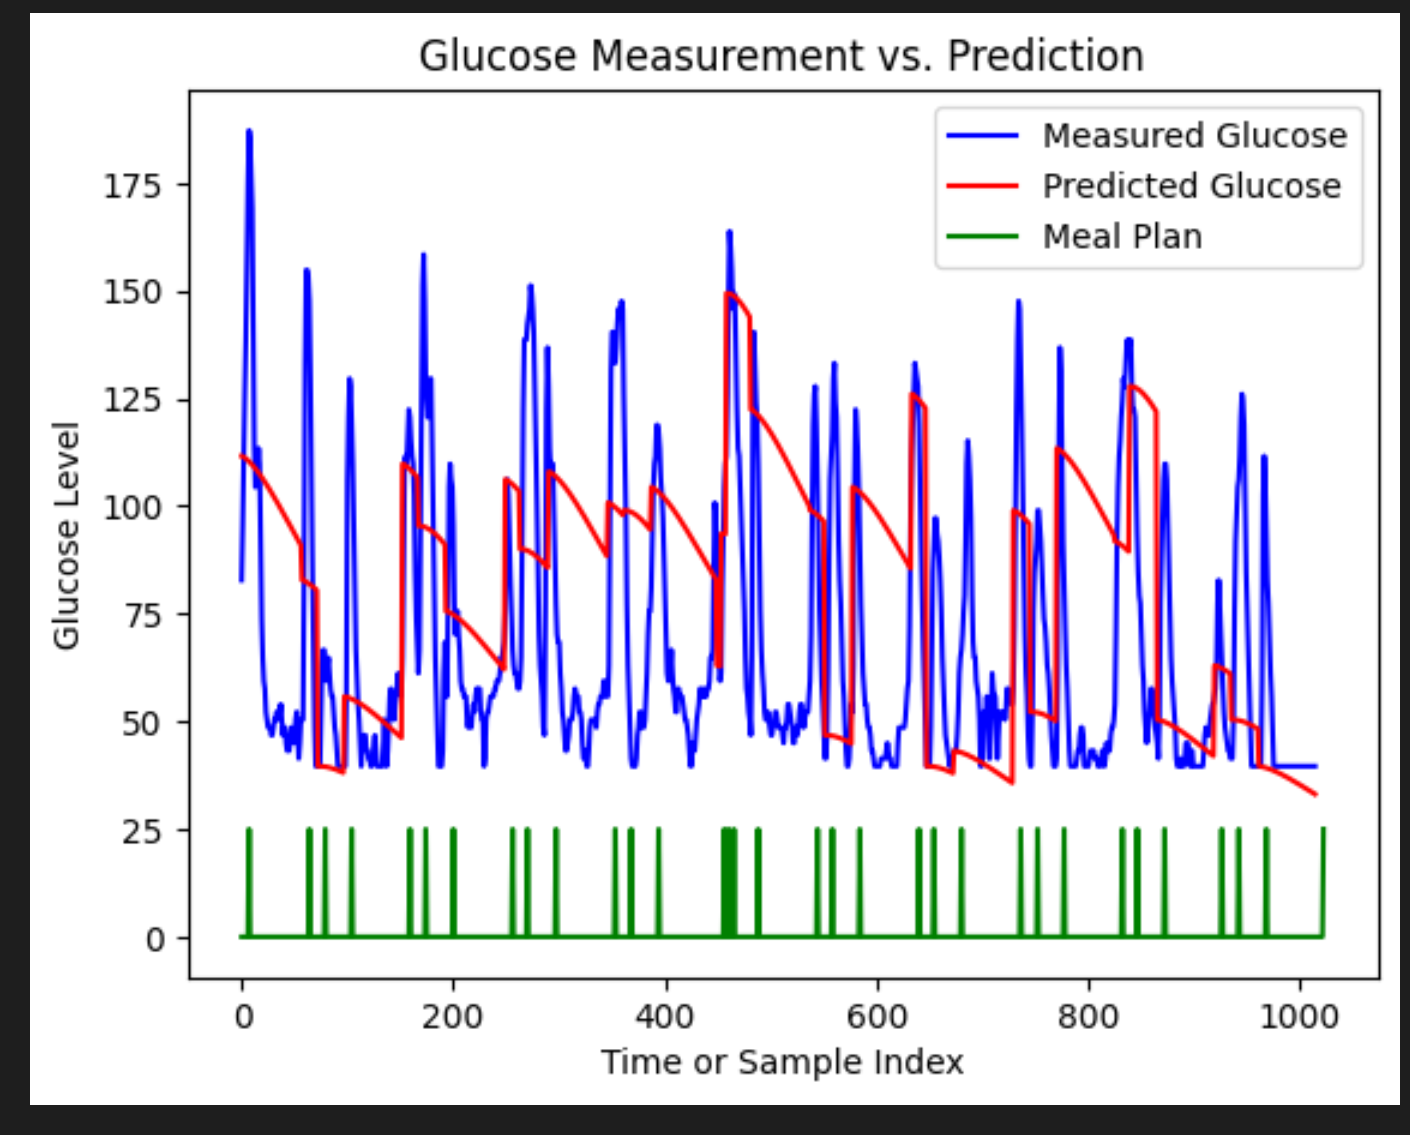 Glucose Measurement vs. Prediction
Measured Glucose
Predicted Glucose
Meal Plan
Glucose Level
175
150
125
100
75
50
25
0
0 200 400 600 800 1000
Time or Sample Index